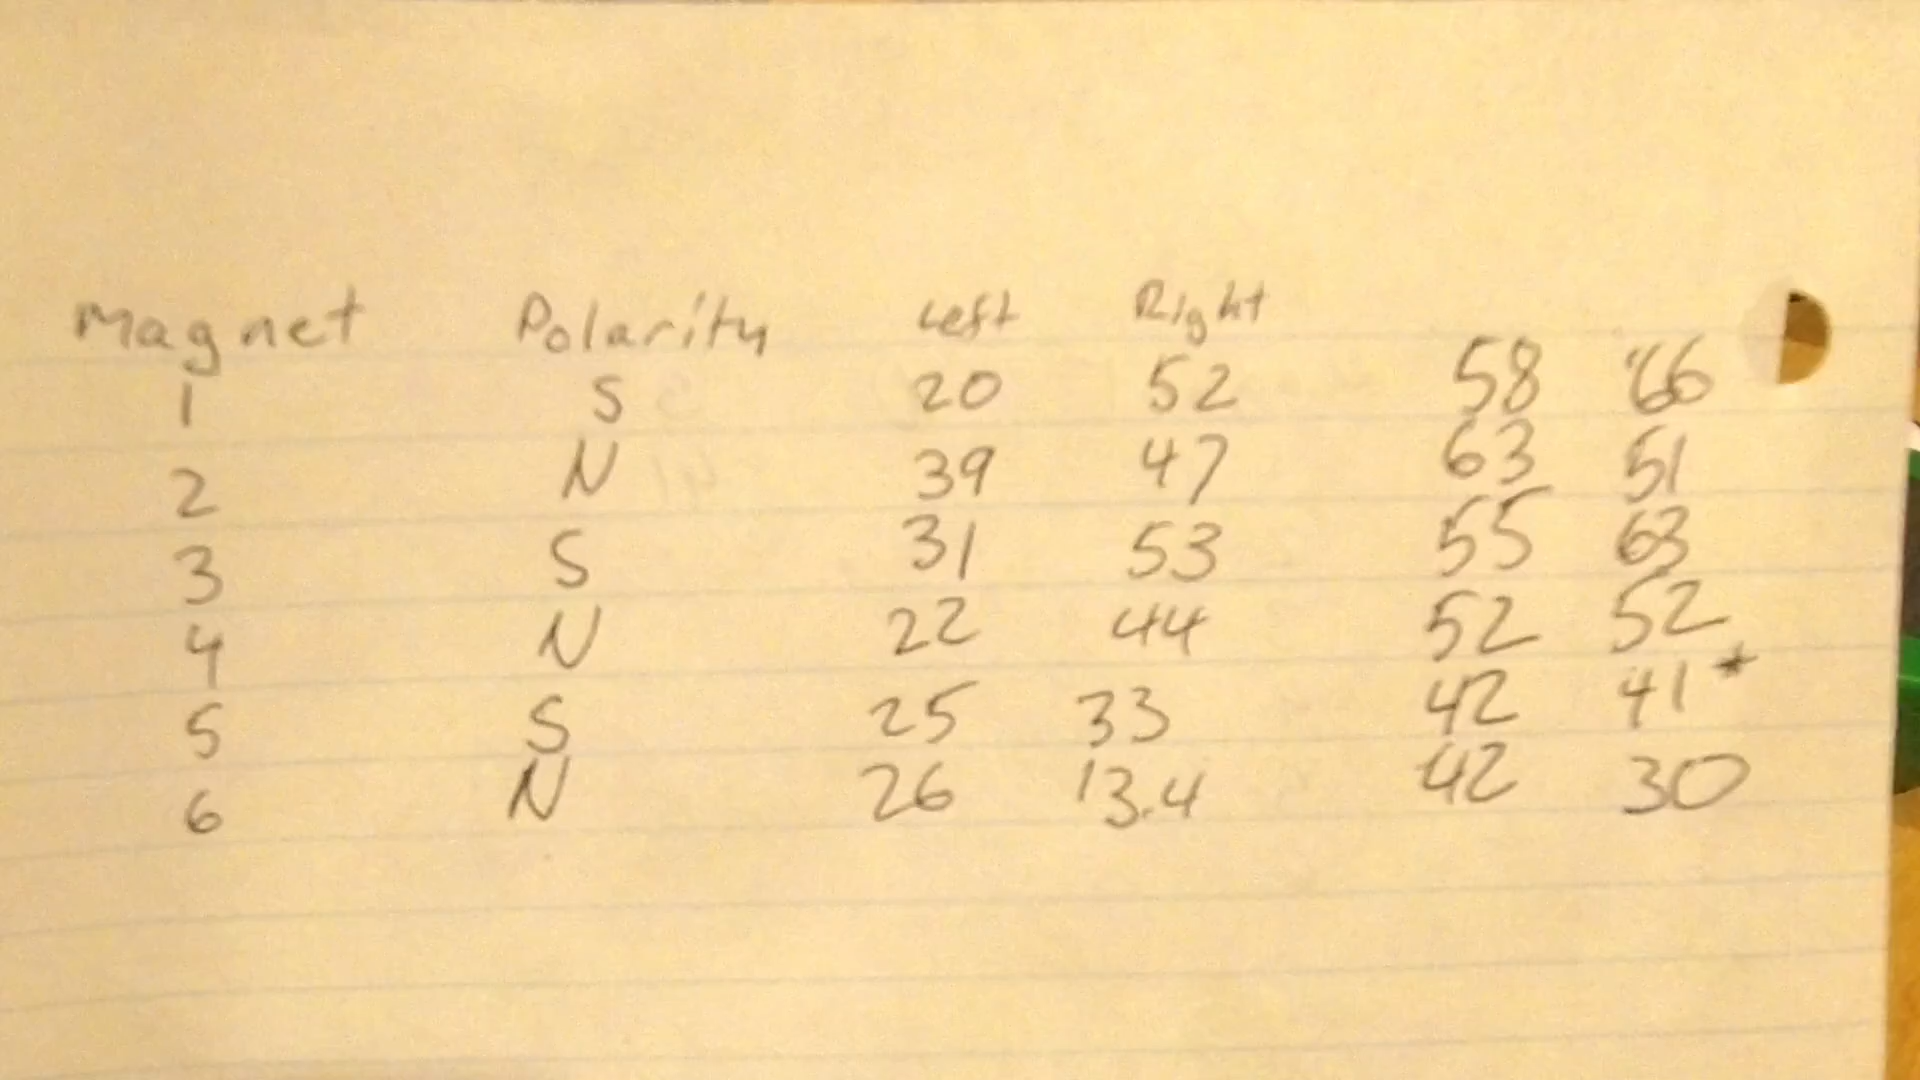 Magnet Polarity Left Right
1 S 20 52 58 66
2 N 39 47 63 51
3 S 31 53 55 63
4 N 22 44 52 52
5 S 25 33 42 41*
6 N 26 13.4 42 30